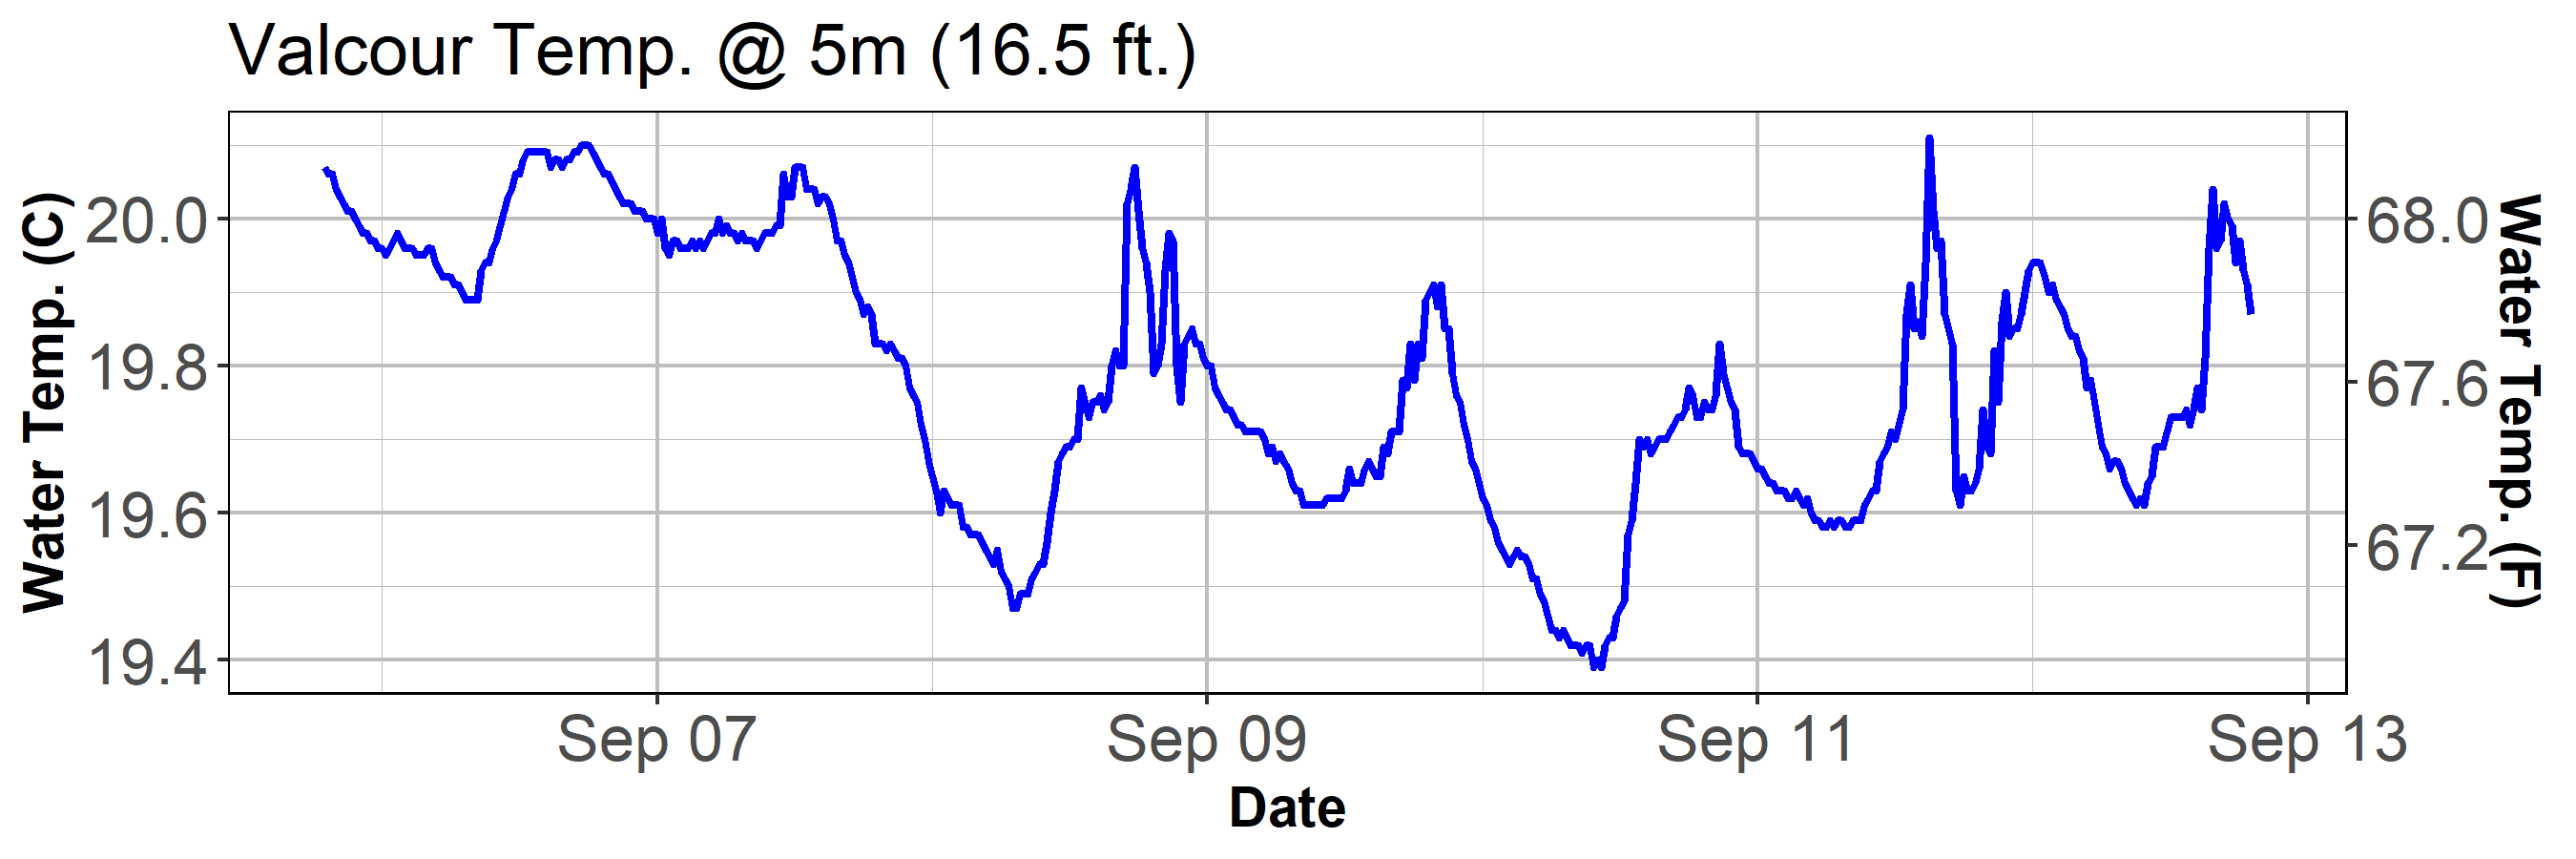 Valcour Temp. @ 5m (16.5 ft.)
Water Temp. (C)
20.0
19.8
19.6
19.4
68.0
67.6
67.2
Water Temp. (F)
Sep 07
Sep 09
Sep 11
Sep 13
Date